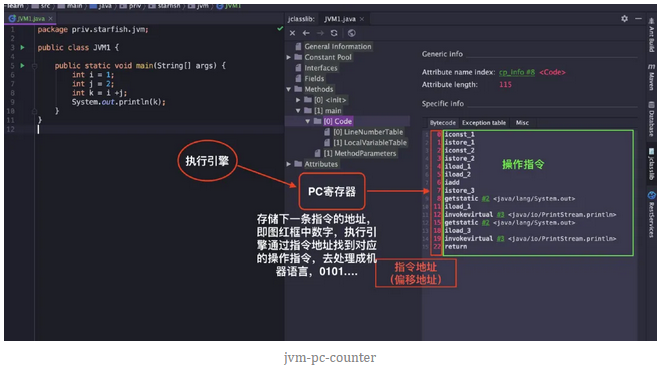 learn
src
main
java
priv
starfish
jvm
JVM1
JVM1.java
1 package priv.starfish.jvm;
2
3 public class JVM1 {
4
5 public static void main(String[] args) {
6 int i = 1;
7 int j = 2;
8 int k = i +j;
9 System.out.println(k);
10 }
11 }
12
jclasslib:
JVM1.java
General Information
Constant Pool
Interfaces
Fields
Methods
[0] <init>
[1] main
[0] Code
[0] LineNumberTable
[1] LocalVariableTable
[1] MethodParameters
Attributes
Generic info
Attribute name index: cp_info #8 <Code>
Attribute length: 115
Specific info
Bytecode Exception table Misc
0 iconst_1
1 istore_1
2 iconst_2
3 istore_2
4 iload_1
5 iload_2
6 iadd
7 istore_3
8 getstatic #2 <java/lang/System.out>
11 iload_1
12 invokevirtual #3 <java/io/PrintStream.println>
15 getstatic #2 <java/lang/System.out>
18 iload_3
19 invokevirtual #3 <java/io/PrintStream.println>
22 return
操作指令
执行引擎
PC寄存器
存储下一条指令的地址,
即图红框中数字，执行引
擎通过指令地址找到对应
的操作指令，去处理成机
器语言，0101....
指令地址
（偏移地址）
Ant Build
Maven
Database
jclasslib
RestServices
jvm-pc-counter